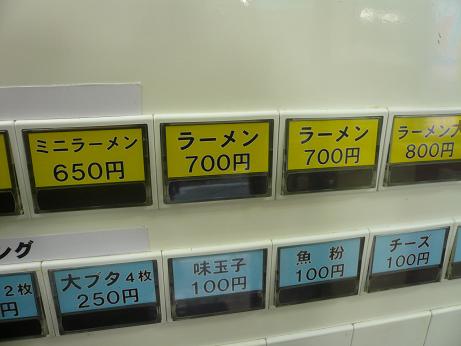 ミニラーメン
650円
ラーメン
700円
ラーメン
700円
ラーメンブ
800円
ング
2枚
円
大ブタ4枚
250円
味玉子
100円
魚粉
100円
チーズ
100円